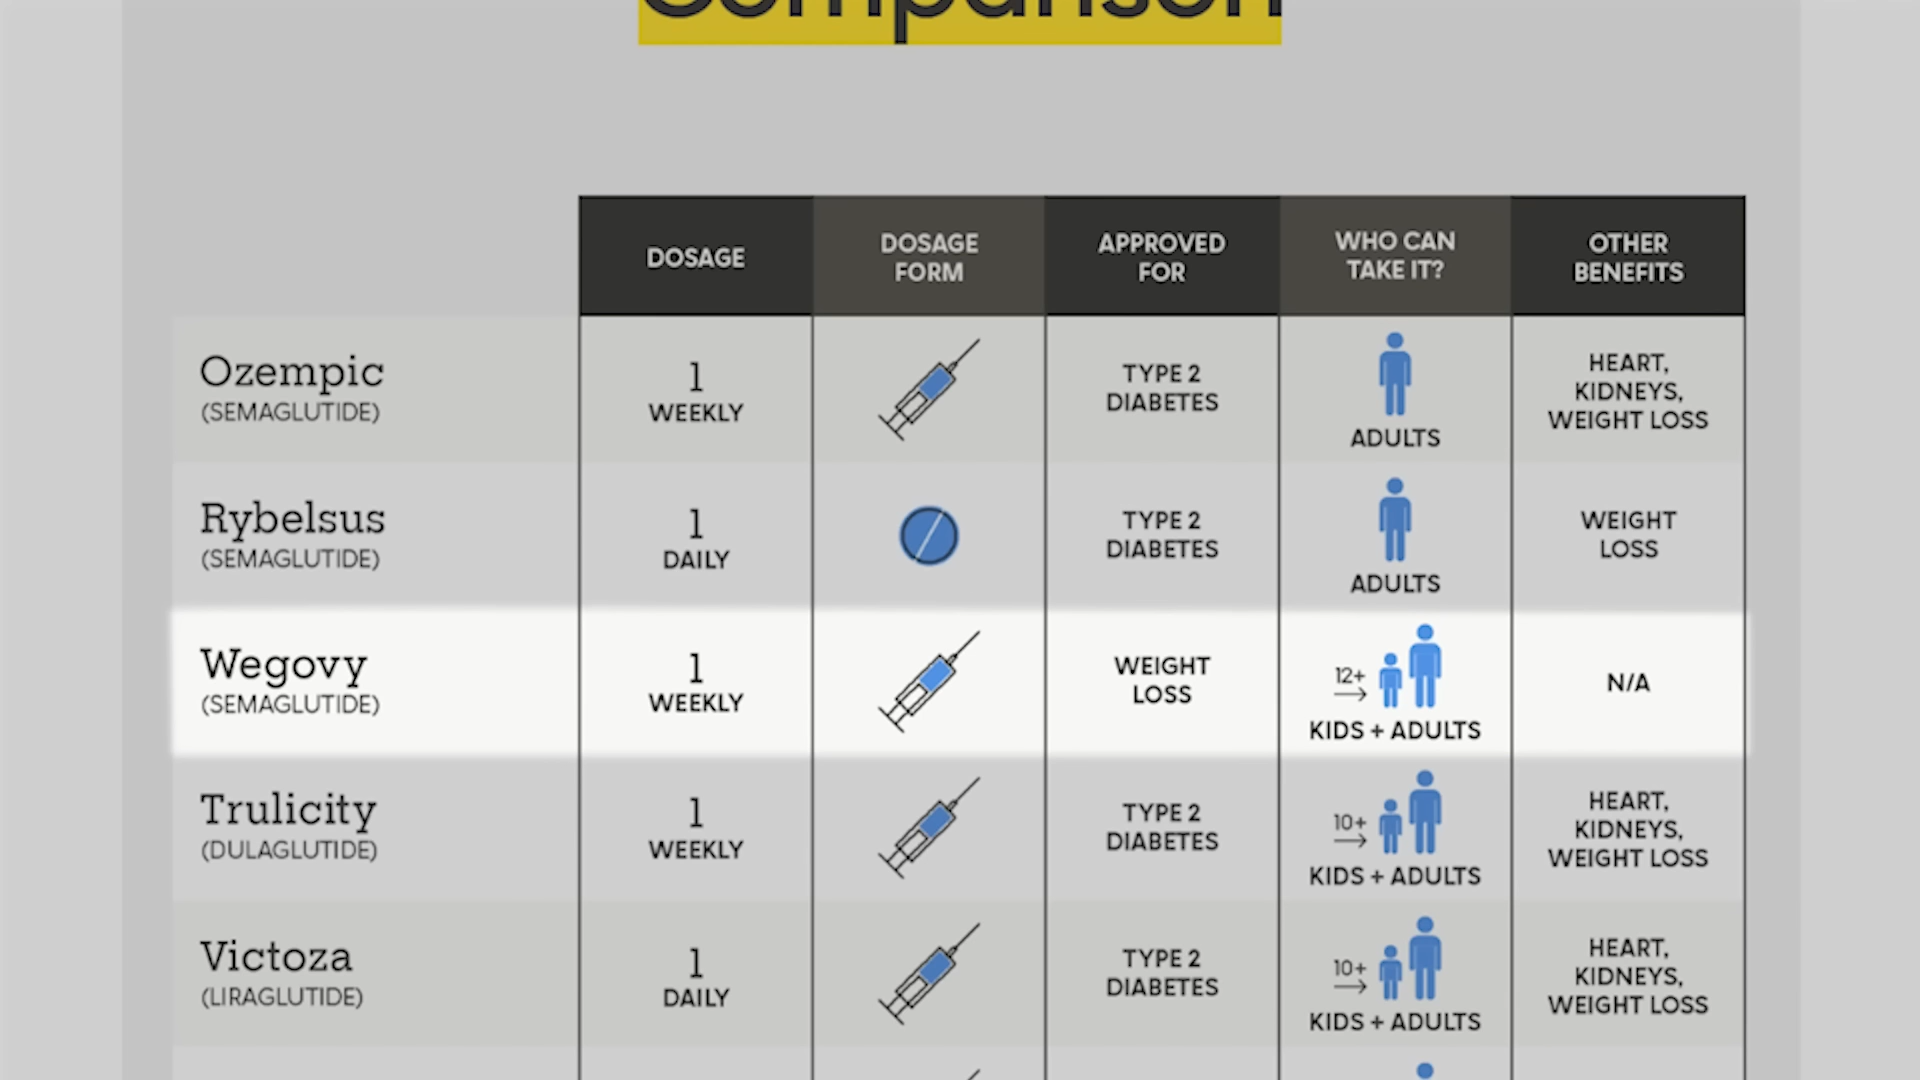 Comparison
DOSAGE
DOSAGE
FORM
APPROVED
FOR
WHO CAN
TAKE IT?
OTHER
BENEFITS
Ozempic
(SEMAGLUTIDE)
1
WEEKLY
TYPE 2
DIABETES
ADULTS
HEART,
KIDNEYS,
WEIGHT LOSS
Rybelsus
(SEMAGLUTIDE)
1
DAILY
TYPE 2
DIABETES
ADULTS
WEIGHT
LOSS
Wegovy
(SEMAGLUTIDE)
1
WEEKLY
WEIGHT
LOSS
12+
KIDS + ADULTS
N/A
Trulicity
(DULAGLUTIDE)
1
WEEKLY
TYPE 2
DIABETES
10+
KIDS + ADULTS
HEART,
KIDNEYS,
WEIGHT LOSS
Victoza
(LIRAGLUTIDE)
1
DAILY
TYPE 2
DIABETES
10+
KIDS + ADULTS
HEART,
KIDNEYS,
WEIGHT LOSS